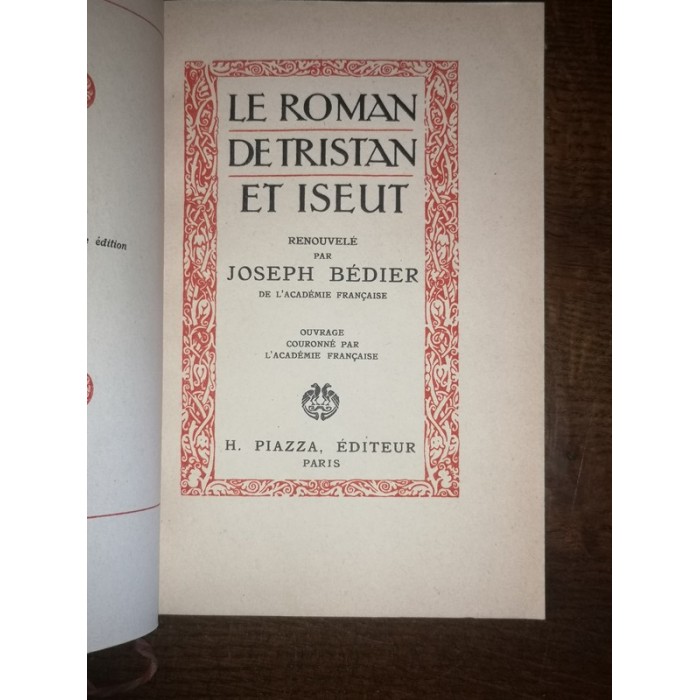 édition
LE ROMAN
DE TRISTAN
ET ISEUT
RENOUVELÉ
PAR
JOSEPH BÉDIER
DE L'ACADÉMIE FRANÇAISE
OUVRAGE
COURONNÉ PAR
L'ACADÉMIE FRANÇAISE
H. PIAZZA, ÉDITEUR
PARIS